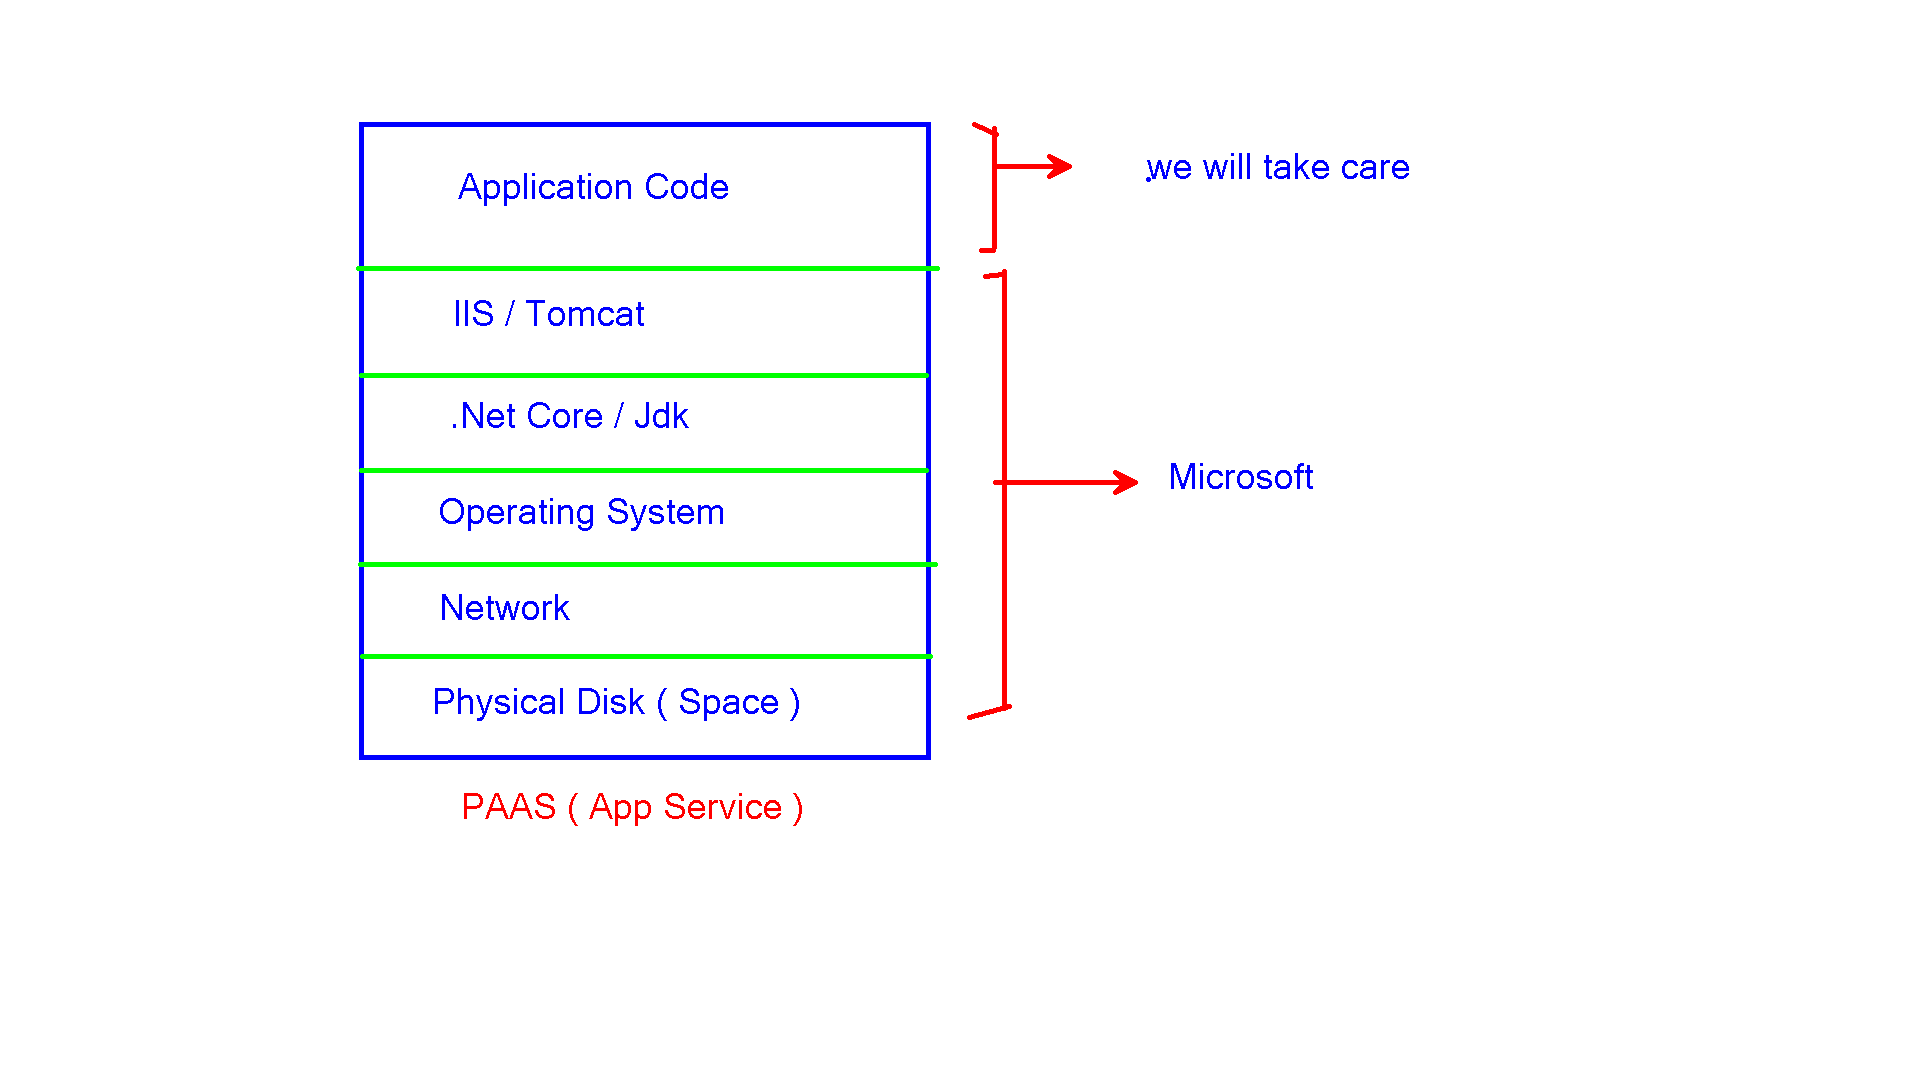 Application Code
we will take care
IIS / Tomcat
.Net Core / Jdk
Microsoft
Operating System
Network
Physical Disk ( Space )
PAAS ( App Service )